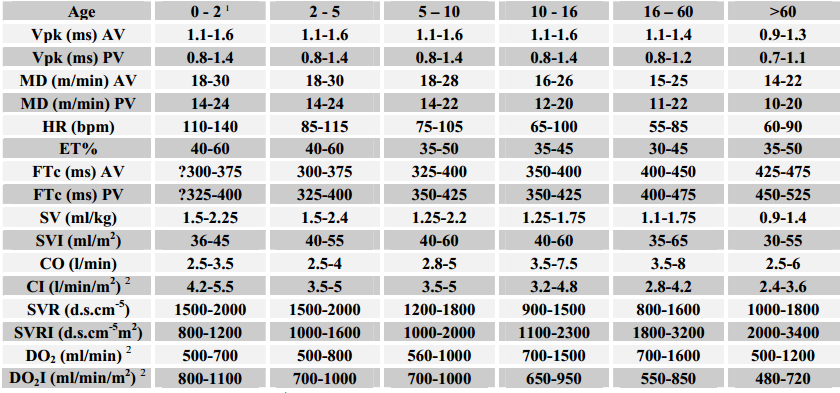 Age 0 - 2 ¹ 2 - 5 5 – 10 10 - 16 16 – 60 >60
Vpk (ms) AV 1.1-1.6 1.1-1.6 1.1-1.6 1.1-1.6 1.1-1.4 0.9-1.3
Vpk (ms) PV 0.8-1.4 0.8-1.4 0.8-1.4 0.8-1.4 0.8-1.2 0.7-1.1
MD (m/min) AV 18-30 18-30 18-28 16-26 15-25 14-22
MD (m/min) PV 14-24 14-24 14-22 12-20 11-22 10-20
HR (bpm) 110-140 85-115 75-105 65-100 55-85 60-90
ET% 40-60 40-60 35-50 35-45 30-45 35-50
FTc (ms) AV ?300-375 300-375 325-400 350-400 400-450 425-475
FTc (ms) PV ?325-400 325-400 350-425 350-425 400-475 450-525
SV (ml/kg) 1.5-2.25 1.5-2.4 1.25-2.2 1.25-1.75 1.1-1.75 0.9-1.4
SVI (ml/m²) 36-45 40-55 40-60 40-60 35-65 30-55
CO (l/min) 2.5-3.5 2.5-4 2.8-5 3.5-7.5 3.5-8 2.5-6
CI (l/min/m²) ² 4.2-5.5 3.5-5 3.5-5 3.2-4.8 2.8-4.2 2.4-3.6
SVR (d.s.cm⁻⁵) 1500-2000 1500-2000 1200-1800 900-1500 800-1600 1000-1800
SVRI (d.s.cm⁻⁵m²) 800-1200 1000-1600 1000-2000 1100-2300 1800-3200 2000-3400
DO₂ (ml/min) ² 500-700 500-800 560-1000 700-1500 700-1600 500-1200
DO₂I (ml/min/m²) ² 800-1100 700-1000 700-1000 650-950 550-850 480-720